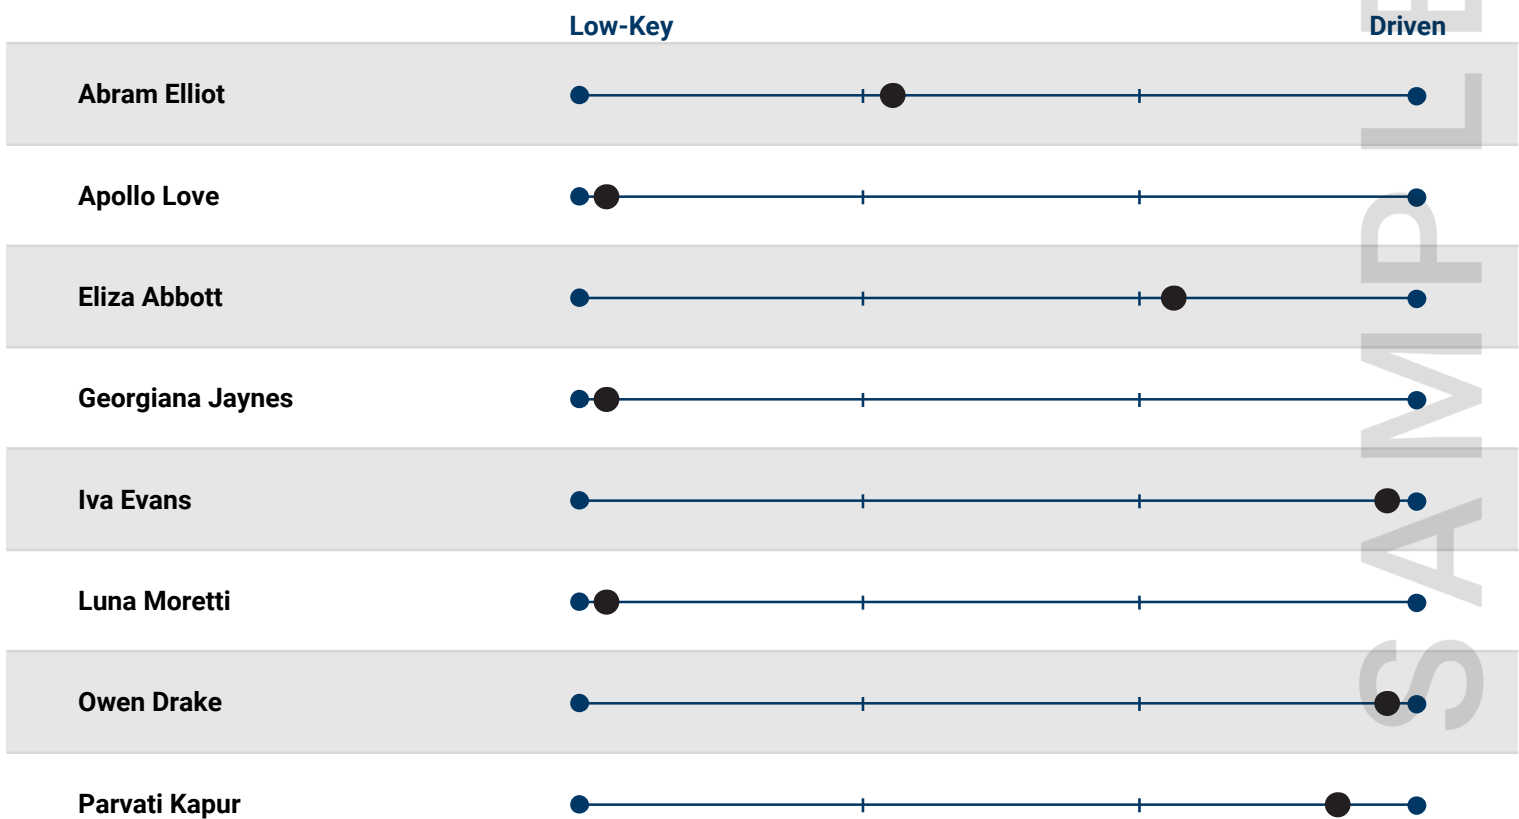 Low-Key Driven
Abram Elliot
Apollo Love
Eliza Abbott
Georgiana Jaynes
Iva Evans
Luna Moretti
Owen Drake
Parvati Kapur
SAMPLE